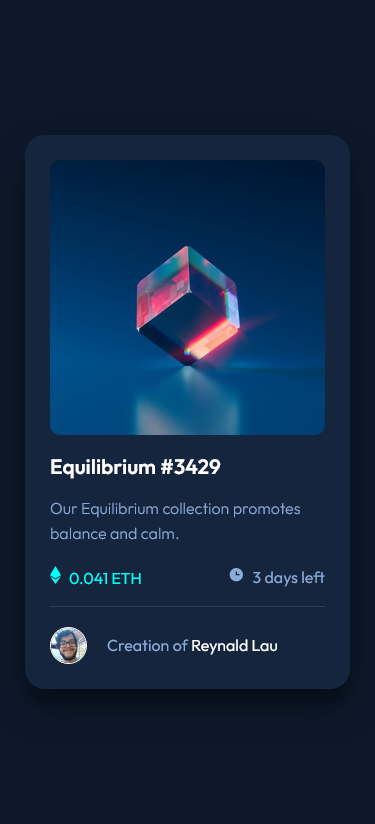 Equilibrium #3429
Our Equilibrium collection promotes
balance and calm.
0.041 ETH
3 days left
Creation of Reynald Lau